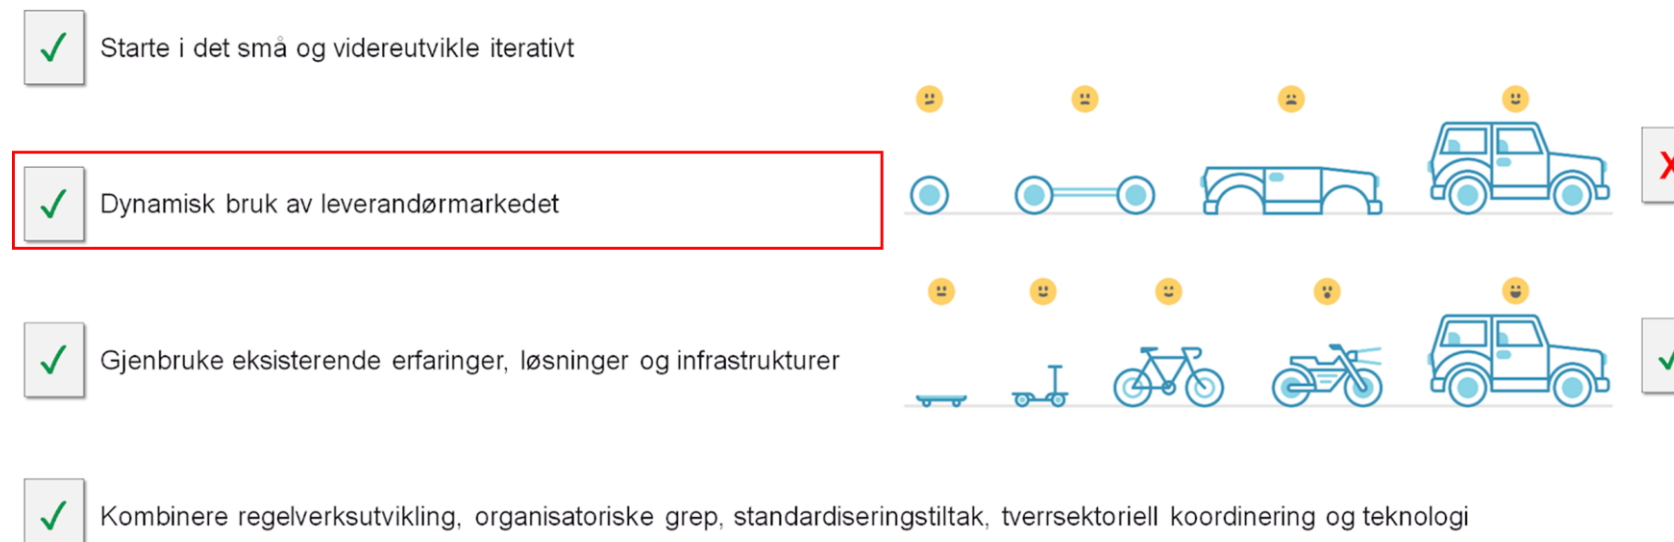 Starte i det små og videreutvikle iterativt
Dynamisk bruk av leverandørmarkedet
X
Gjenbruke eksisterende erfaringer, løsninger og infrastrukturer
Kombinere regelverksutvikling, organisatoriske grep, standardiseringstiltak, tverrsektoriell koordinering og teknologi